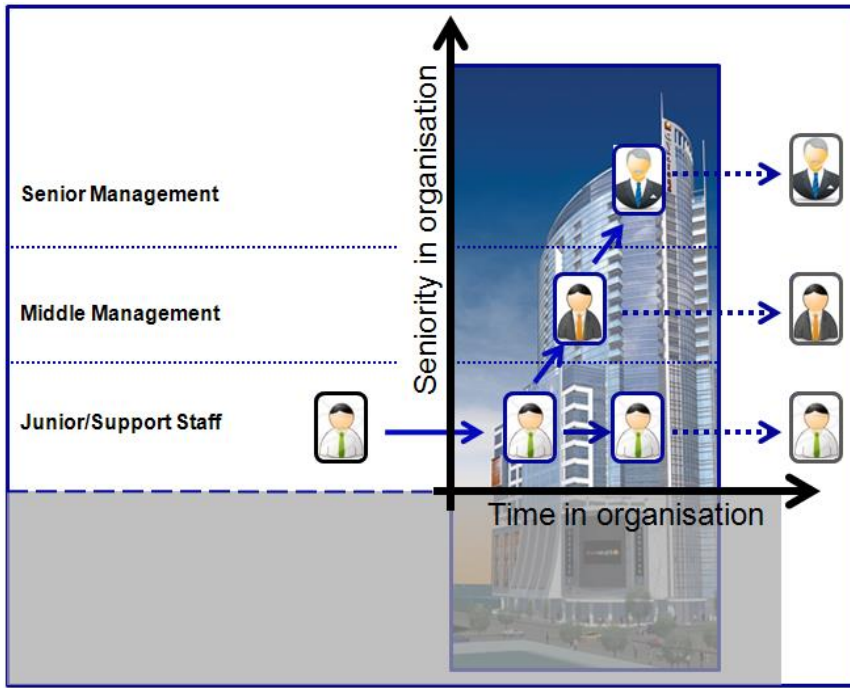 Seniority in organisation
Senior Management
Middle Management
Junior/Support Staff
Time in organisation